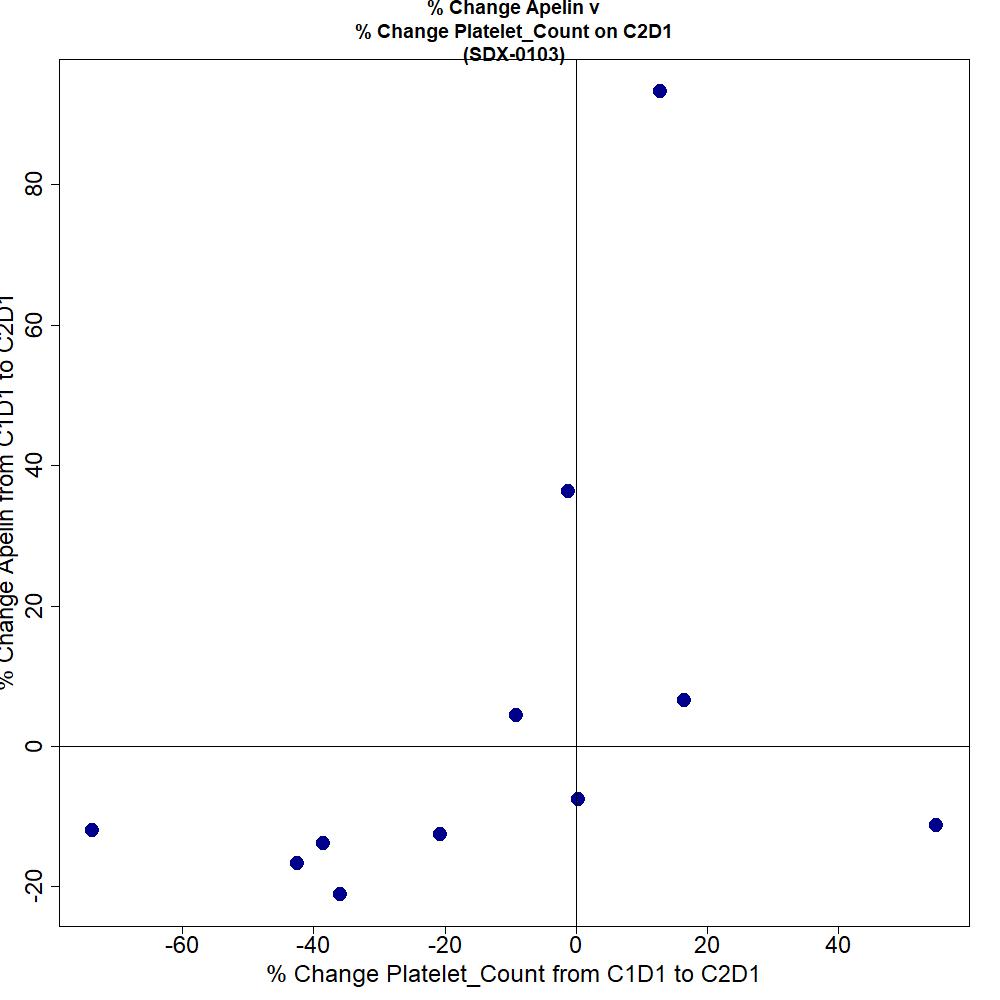 % Change Apelin v
% Change Platelet_Count on C2D1
(SDX-0103)
% Change Apelin from C1D1 to C2D1
80
60
40
20
0
-20
-60
-40
-20
0
20
40
% Change Platelet_Count from C1D1 to C2D1